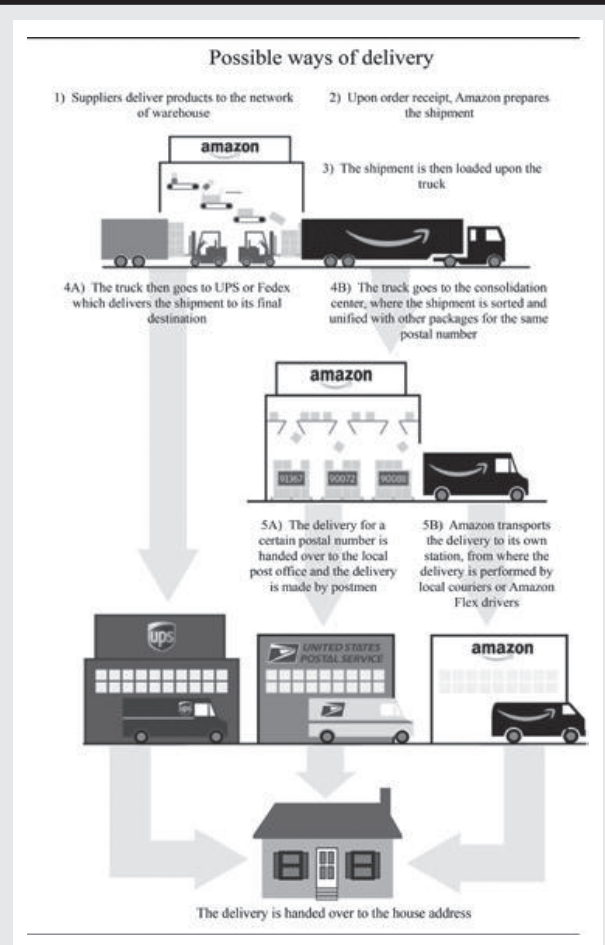 Possible ways of delivery
1) Suppliers deliver products to the network
of warehouse
2) Upon order receipt, Amazon prepares
the shipment
amazon
3) The shipment is then loaded upon the
truck
4A) The truck then goes to UPS or Fedex
which delivers the shipment to its final
destination
4B) The truck goes to the consolidation
center, where the shipment is sorted and
unified with other packages for the same
postal number
amazon
91367
90072
90088
5A) The delivery for a
certain postal number is
handed over to the local
post office and the delivery
is made by postmen
5B) Amazon transports
the delivery to its own
station, from where the
delivery is performed by
local couriers or Amazon
Flex drivers
ups
UNITED STATES
POSTAL SERVICE
amazon
ups
The delivery is handed over to the house address